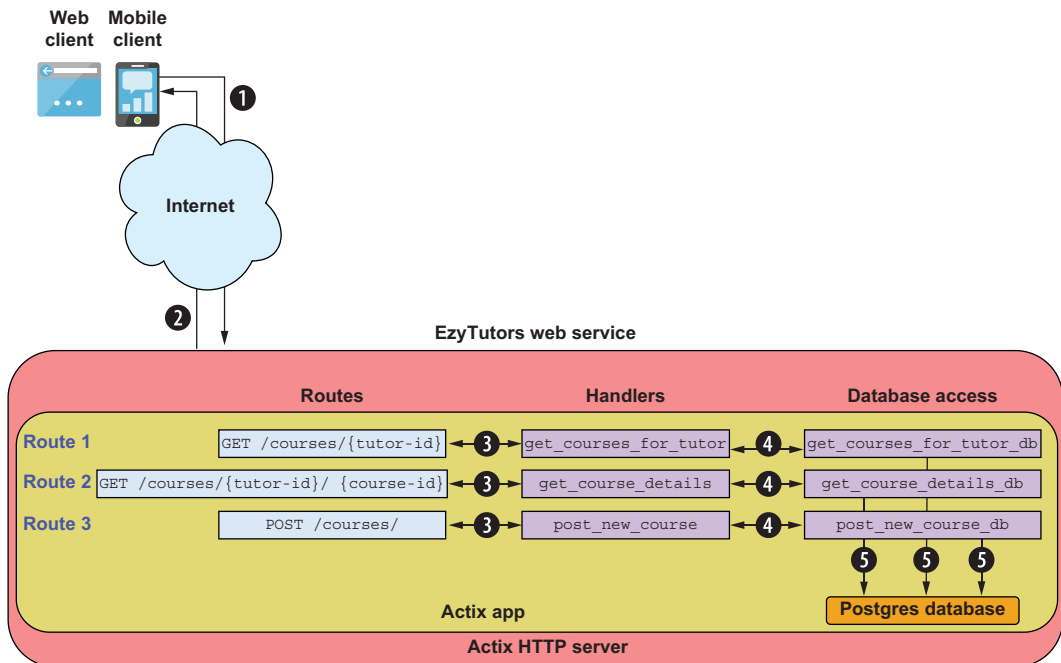 Web client
Mobile client
1
Internet
2
EzyTutors web service
Routes
Handlers
Database access
Route 1
GET /courses/{tutor-id}
3
get_courses_for_tutor
4
get_courses_for_tutor_db
Route 2
GET /courses/{tutor-id}/ {course-id}
3
get_course_details
4
get_course_details_db
Route 3
POST /courses/
3
post_new_course
4
post_new_course_db
5
5
5
Postgres database
Actix app
Actix HTTP server